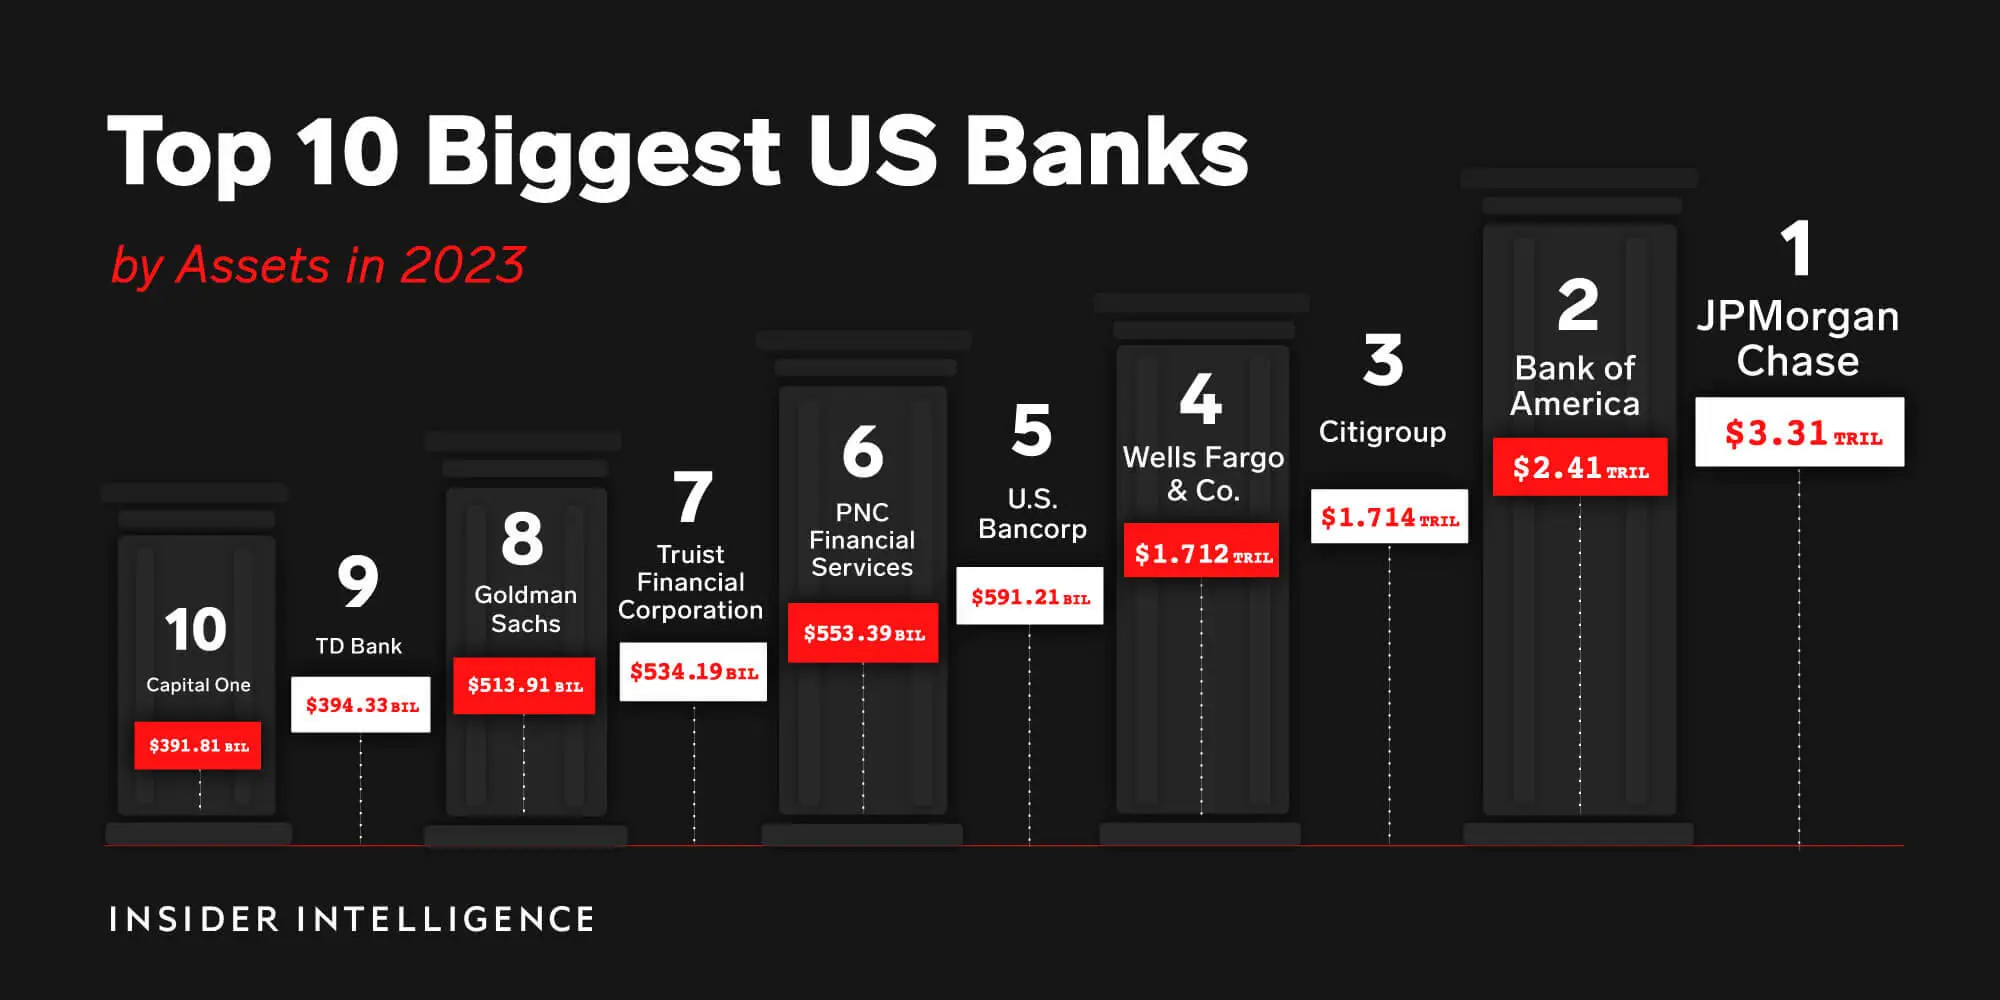 Top 10 Biggest US Banks
by Assets in 2023
10
Capital One
$391.81 BIL
9
TD Bank
$394.33 BIL
8
Goldman
Sachs
$513.91 BIL
7
Truist
Financial
Corporation
$534.19 BIL
6
PNC
Financial
Services
$553.39 BIL
5
U.S.
Bancorp
$591.21 BIL
4
Wells Fargo
& Co.
$1.712 TRIL
3
Citigroup
$1.714 TRIL
2
Bank of
America
$2.41 TRIL
1
JPMorgan
Chase
$3.31 TRIL
INSIDER INTELLIGENCE